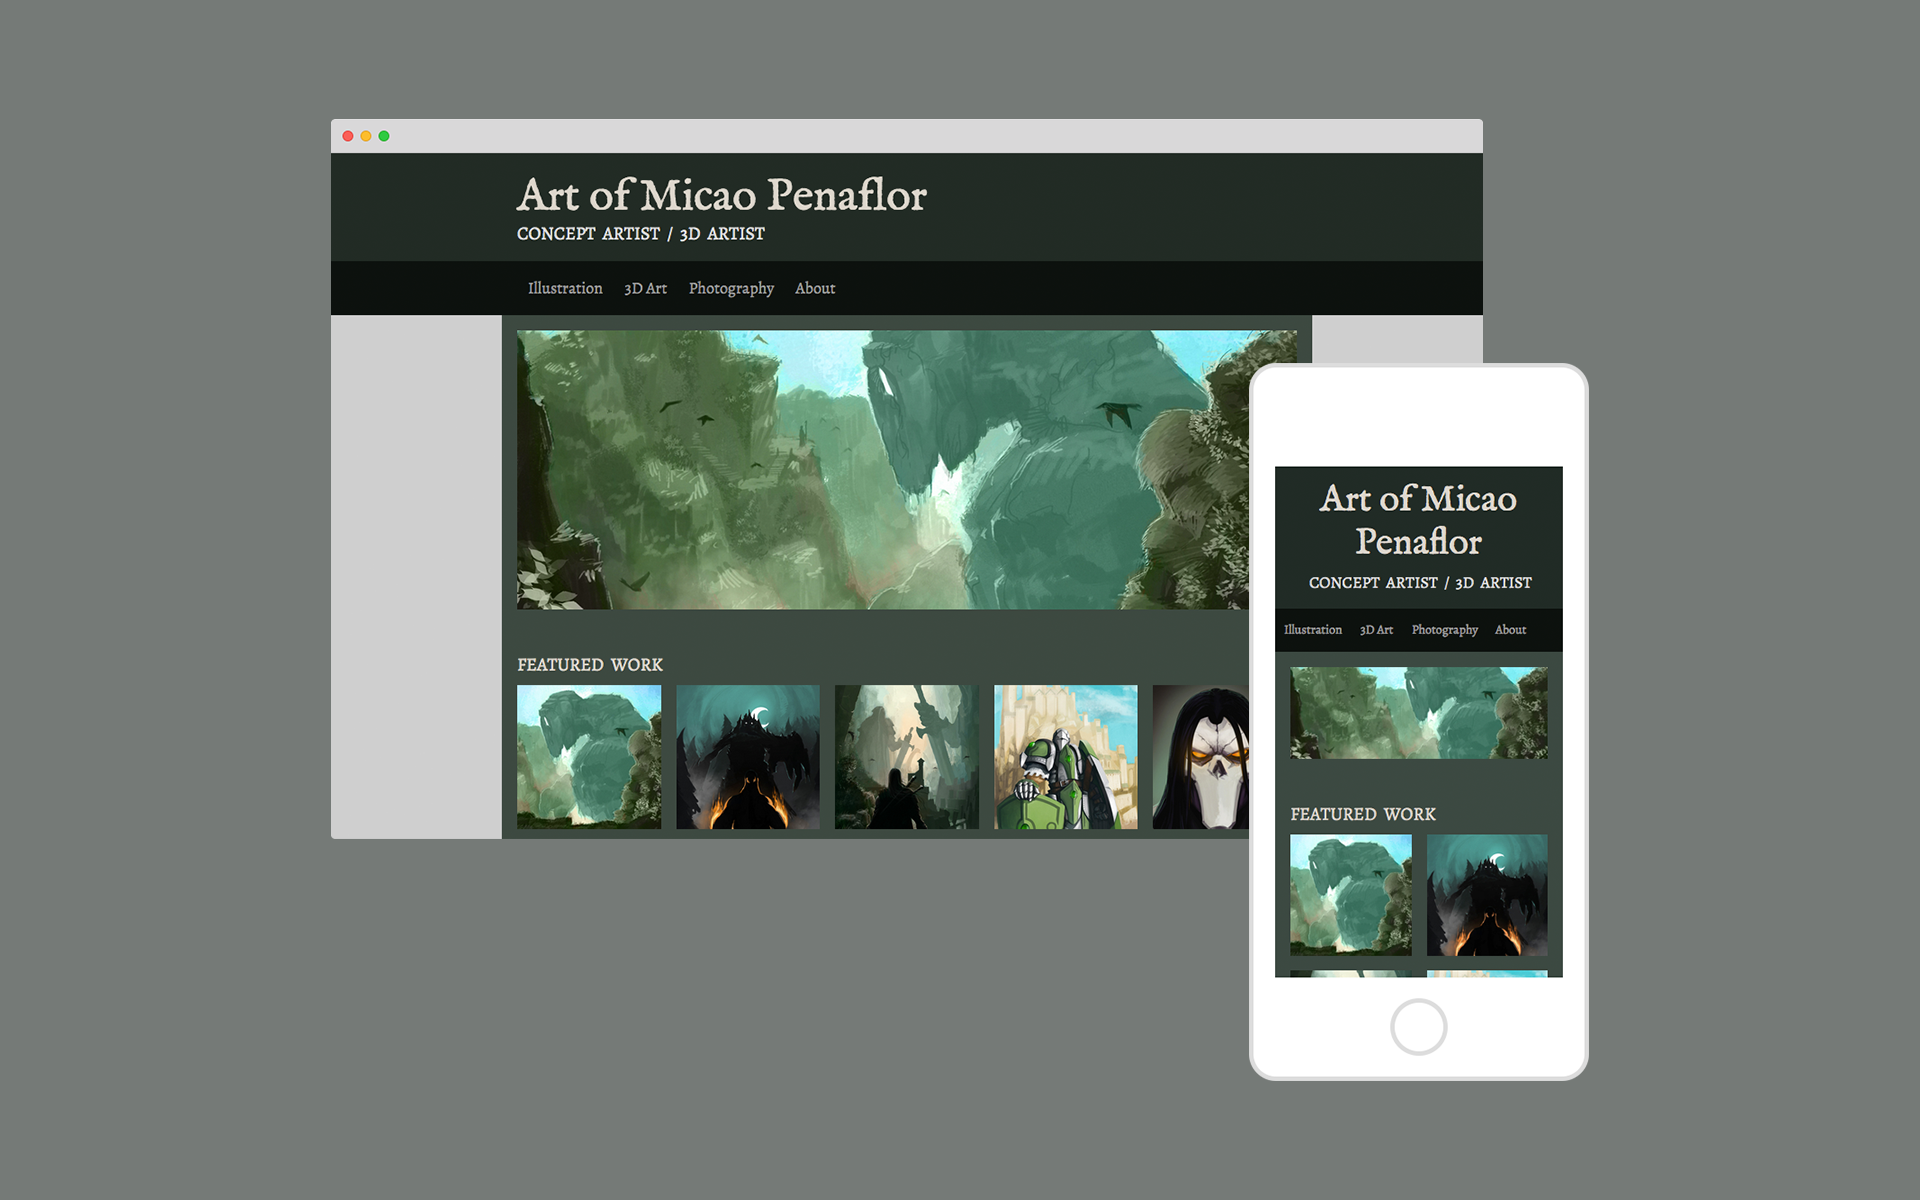 Art of Micao Penaflor
CONCEPT ARTIST / 3D ARTIST
Illustration 3D Art Photography About
FEATURED WORK
Art of Micao
Penaflor
CONCEPT ARTIST / 3D ARTIST
Illustration 3D Art Photography About
FEATURED WORK